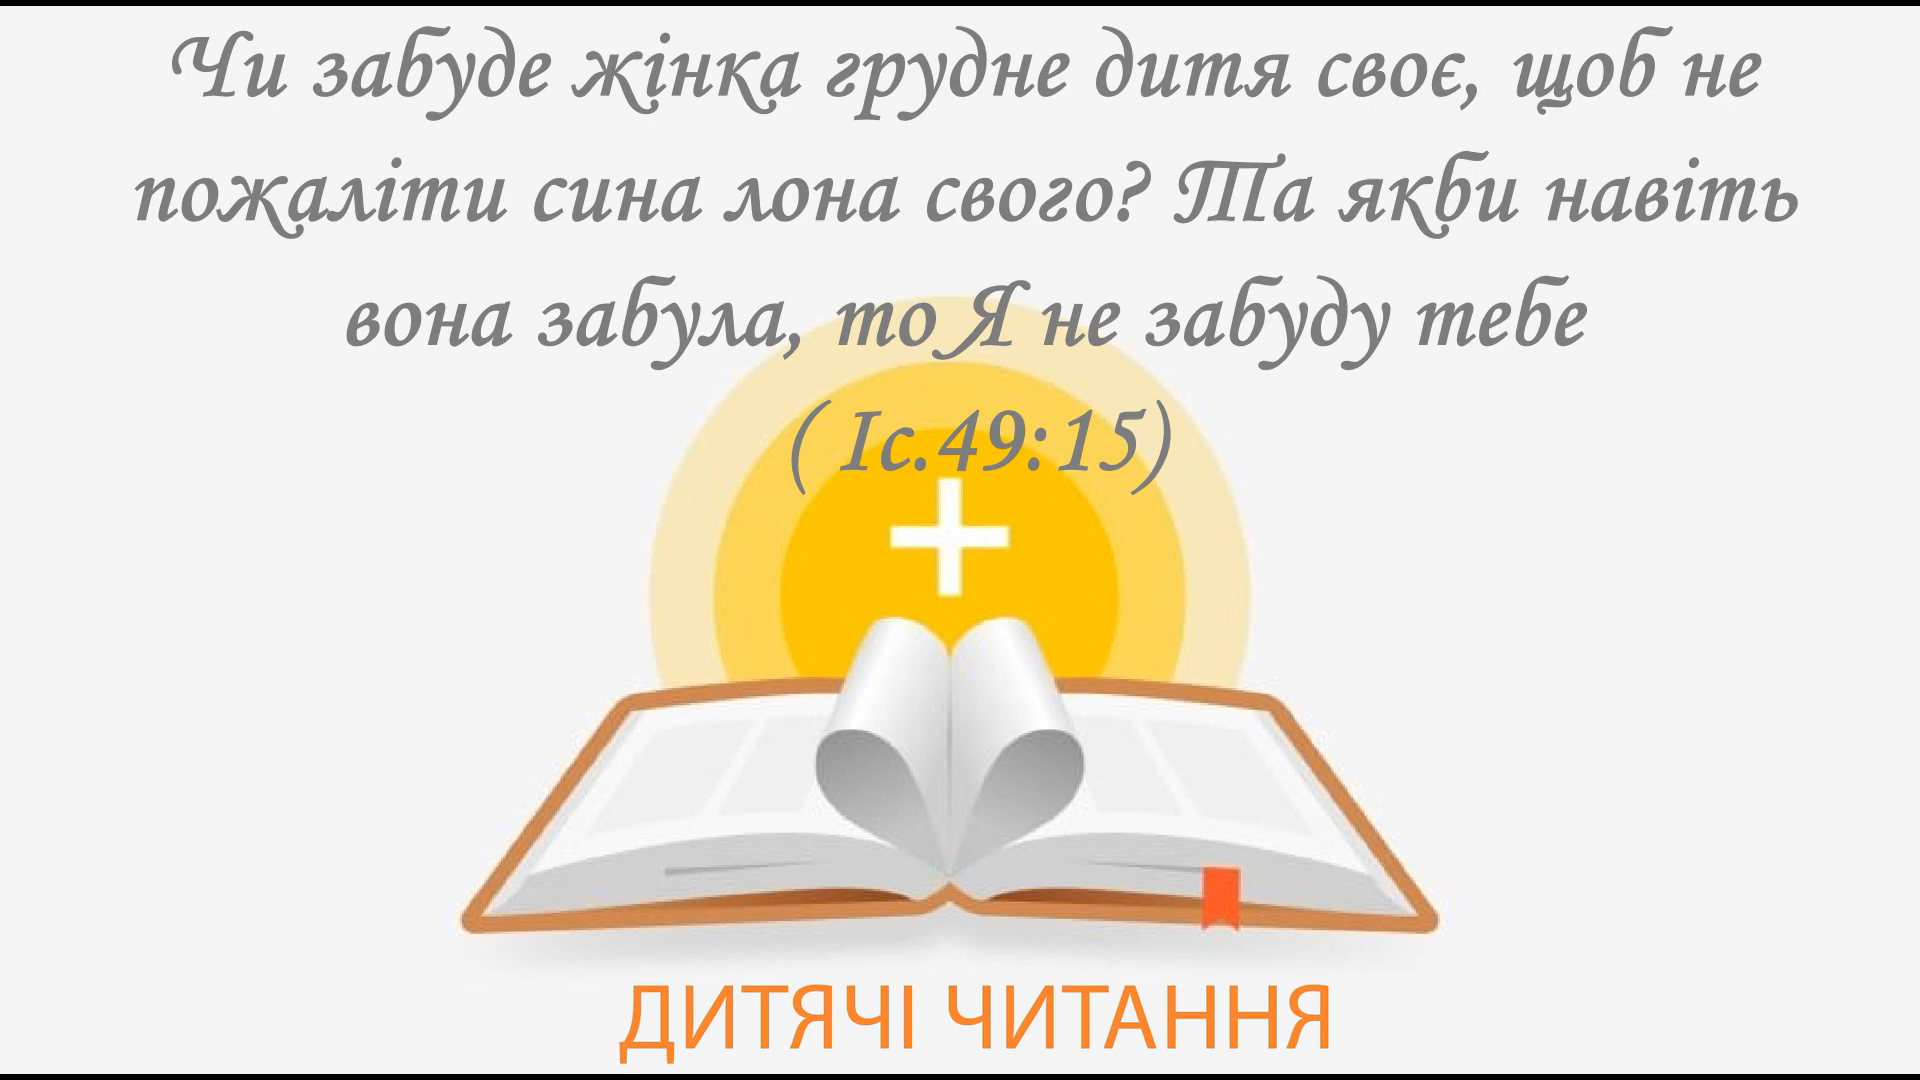 Чи забуде жінка грудне дитя своє, щоб не
пожаліти сина лона свого? Та якби навіть
вона забула, то Я не забуду тебе
( Іс.49:15)
ДИТЯЧІ ЧИТАННЯ